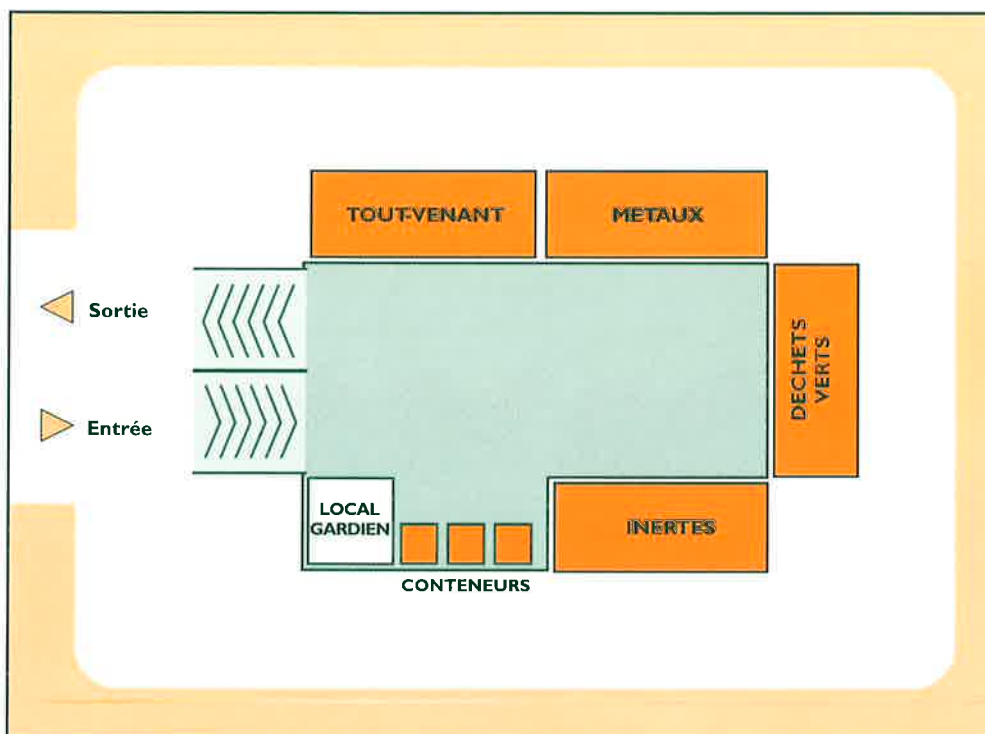 TOUT-VENANT
METAUX
Sortie
DECHETS
VERTS
Entrée
LOCAL
GARDIEN
INERTES
CONTENEURS